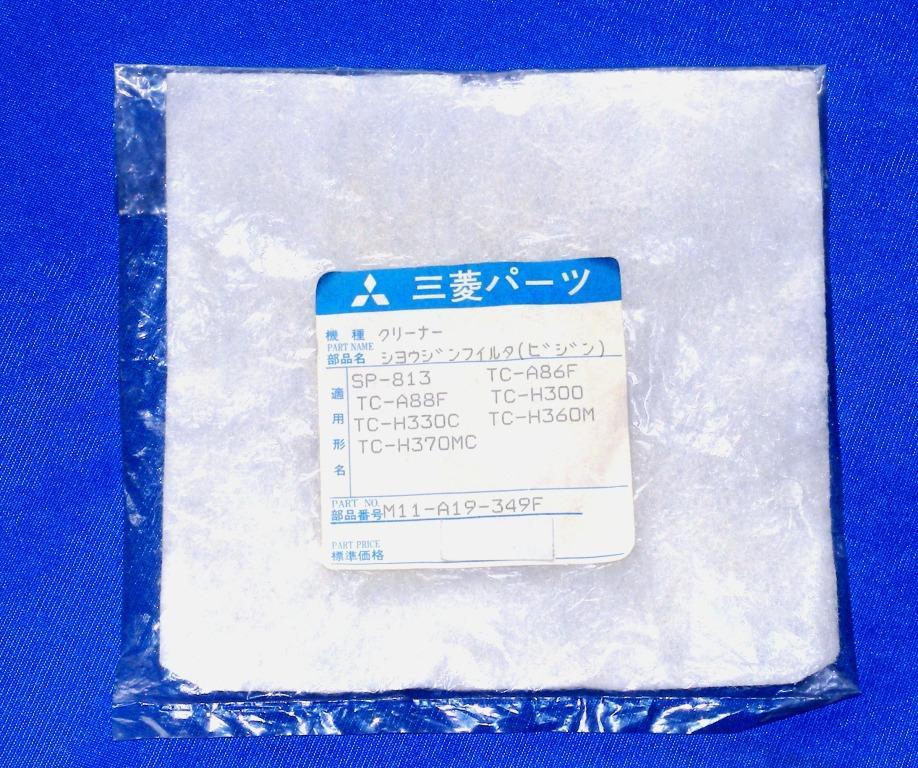 三菱パーツ
機種 クリーナー
PART NAME
部品名 シヨウジンフイルタ(ビジン)
適用形名
SP-813 TC-A86F
TC-A88F TC-H300
TC-H330C TC-H360M
TC-H370MC
PART NO.
部品番号 M11-A19-349F
PART PRICE
標準価格